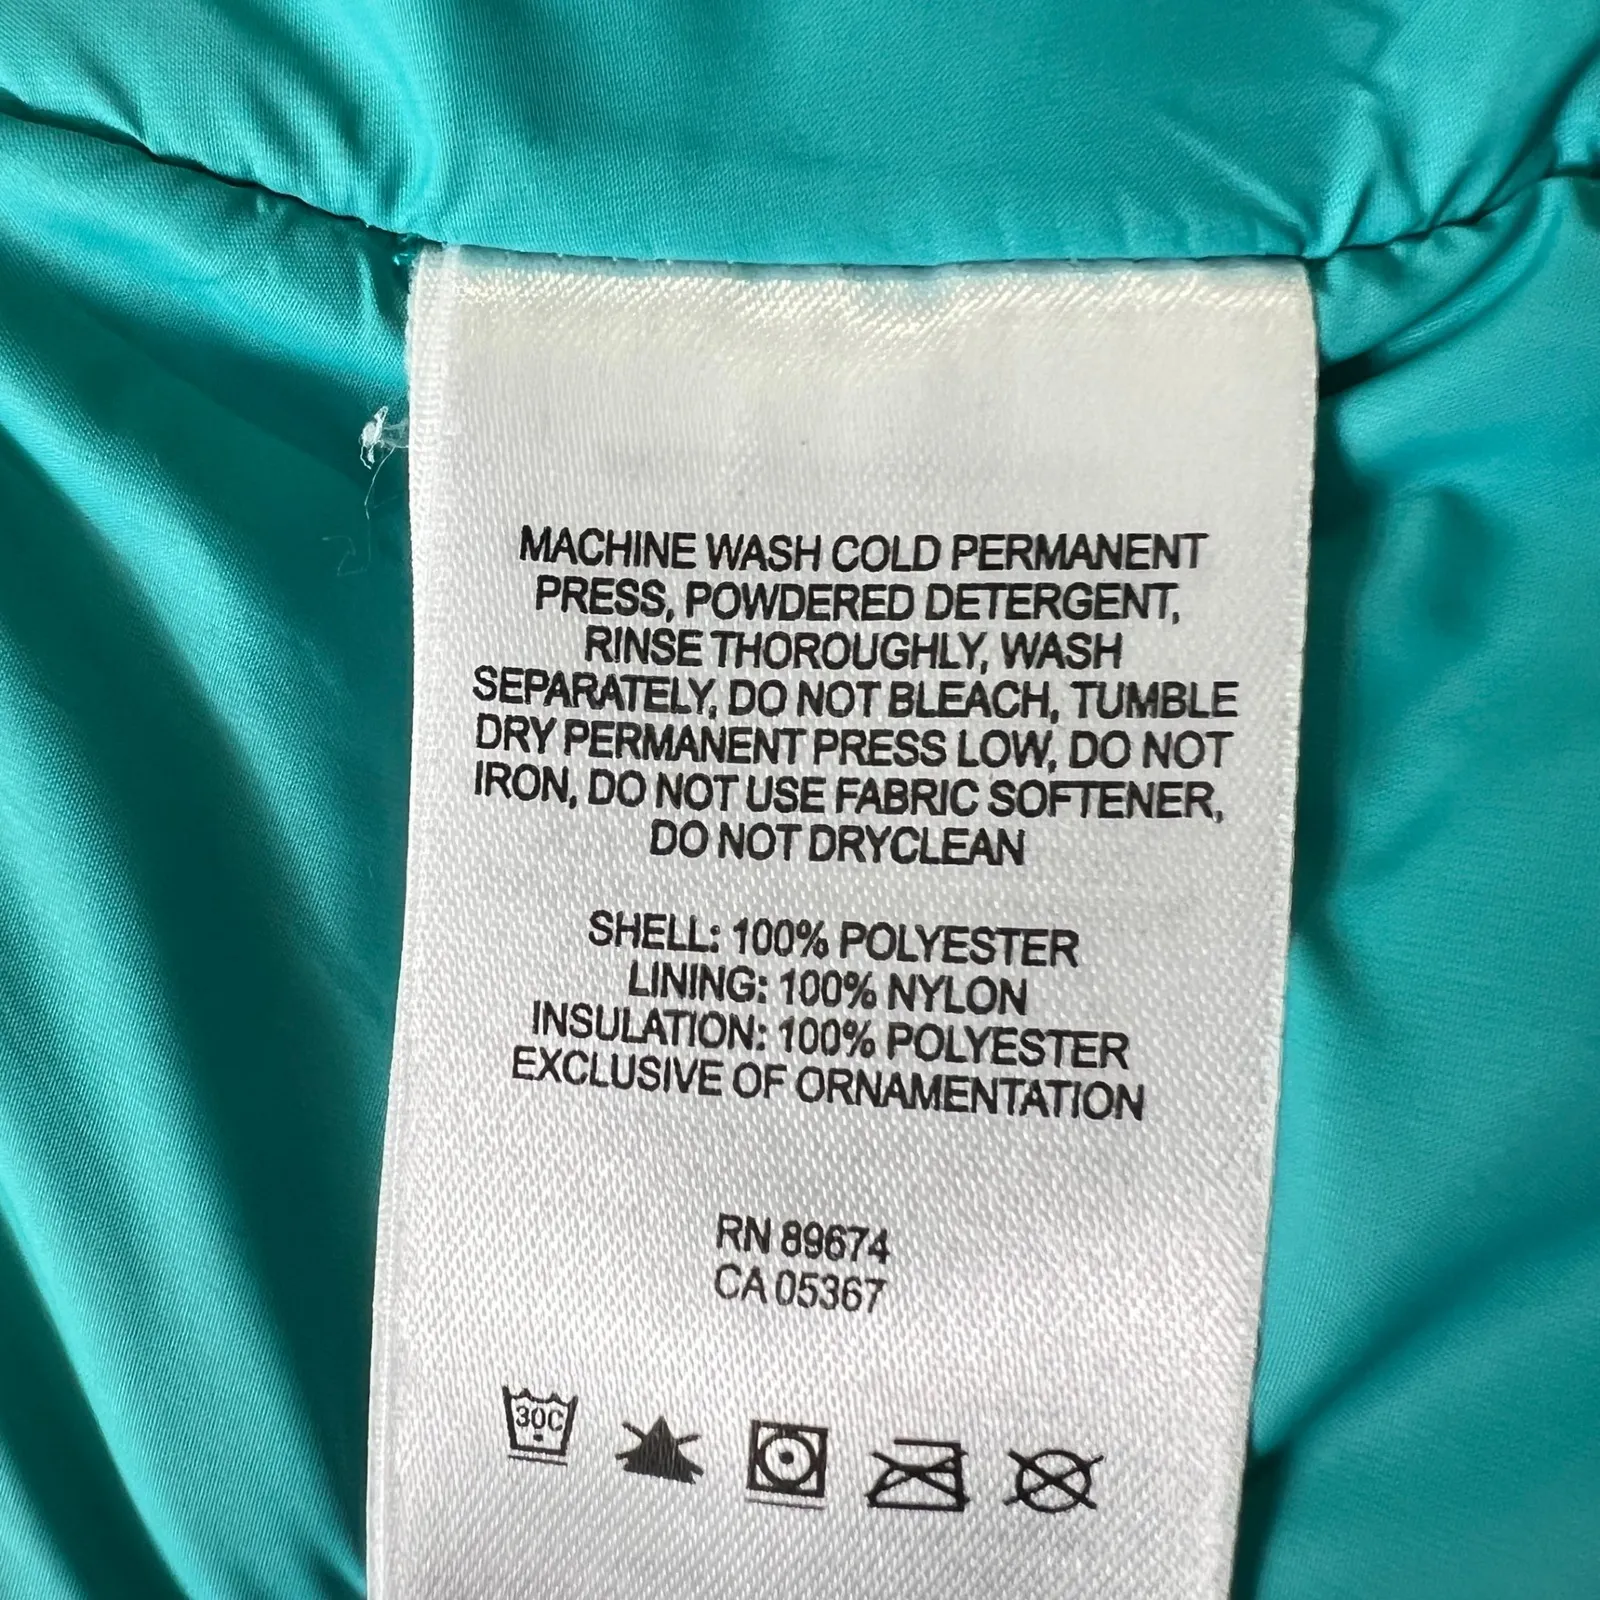 MACHINE WASH COLD PERMANENT
PRESS, POWDERED DETERGENT,
RINSE THOROUGHLY, WASH
SEPARATELY, DO NOT BLEACH, TUMBLE
DRY PERMANENT PRESS LOW, DO NOT
IRON, DO NOT USE FABRIC SOFTENER,
DO NOT DRYCLEAN
SHELL: 100% POLYESTER
LINING: 100% NYLON
INSULATION: 100% POLYESTER
EXCLUSIVE OF ORNAMENTATION
RN 89674
CA 05367
30C